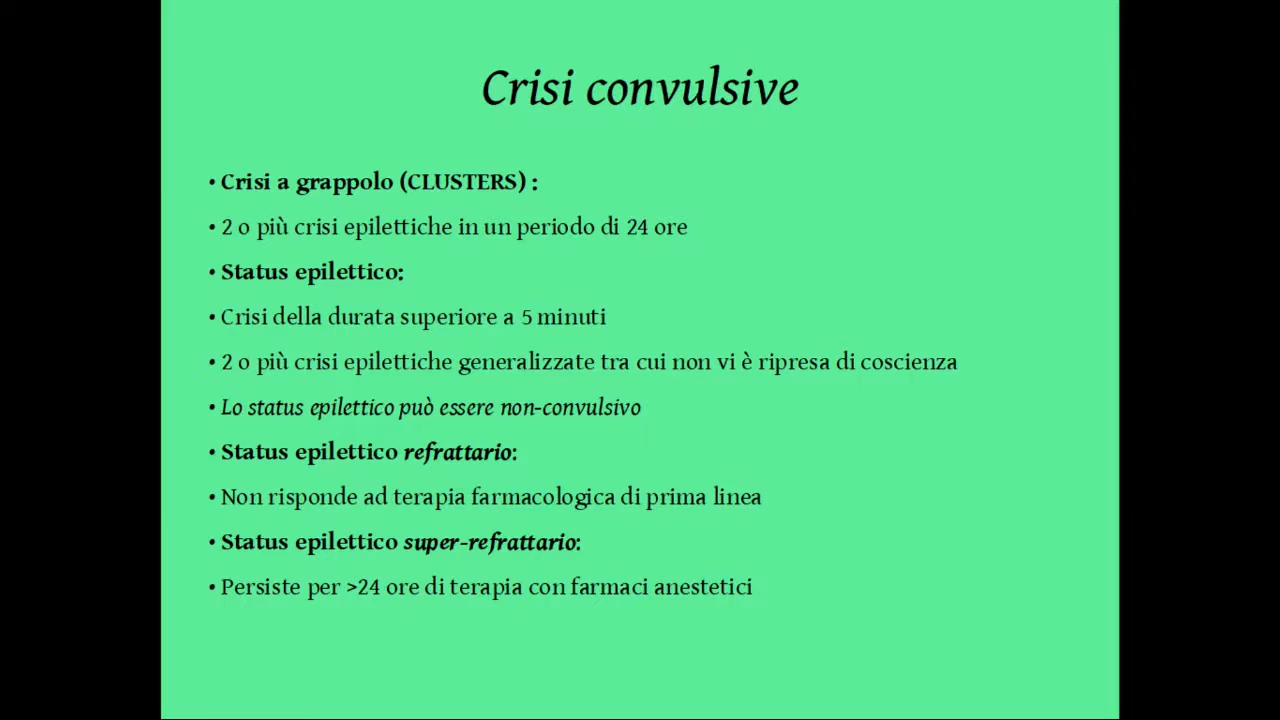 Crisi convulsive
• Crisi a grappolo (CLUSTERS) :
• 2 o più crisi epilettiche in un periodo di 24 ore
• Status epilettico:
• Crisi della durata superiore a 5 minuti
• 2 o più crisi epilettiche generalizzate tra cui non vi è ripresa di coscienza
• Lo status epilettico può essere non-convulsivo
• Status epilettico refrattario:
• Non risponde ad terapia farmacologica di prima linea
• Status epilettico super-refrattario:
• Persiste per >24 ore di terapia con farmaci anestetici